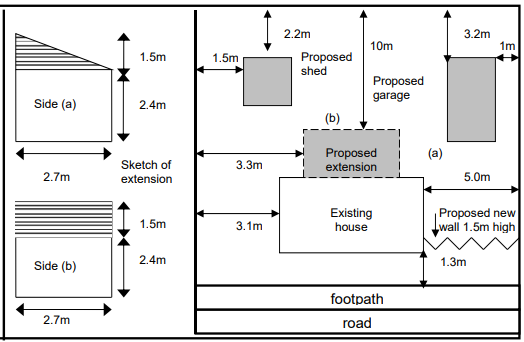 1.5m
Side (a)
2.4m
2.7m
Sketch of
extension
1.5m
Side (b)
2.4m
2.7m
2.2m
1.5m
Proposed
shed
10m
Proposed
garage
3.2m
1m
(b)
(a)
Proposed
extension
3.3m
5.0m
3.1m
Existing
house
Proposed new
wall 1.5m high
1.3m
footpath
road